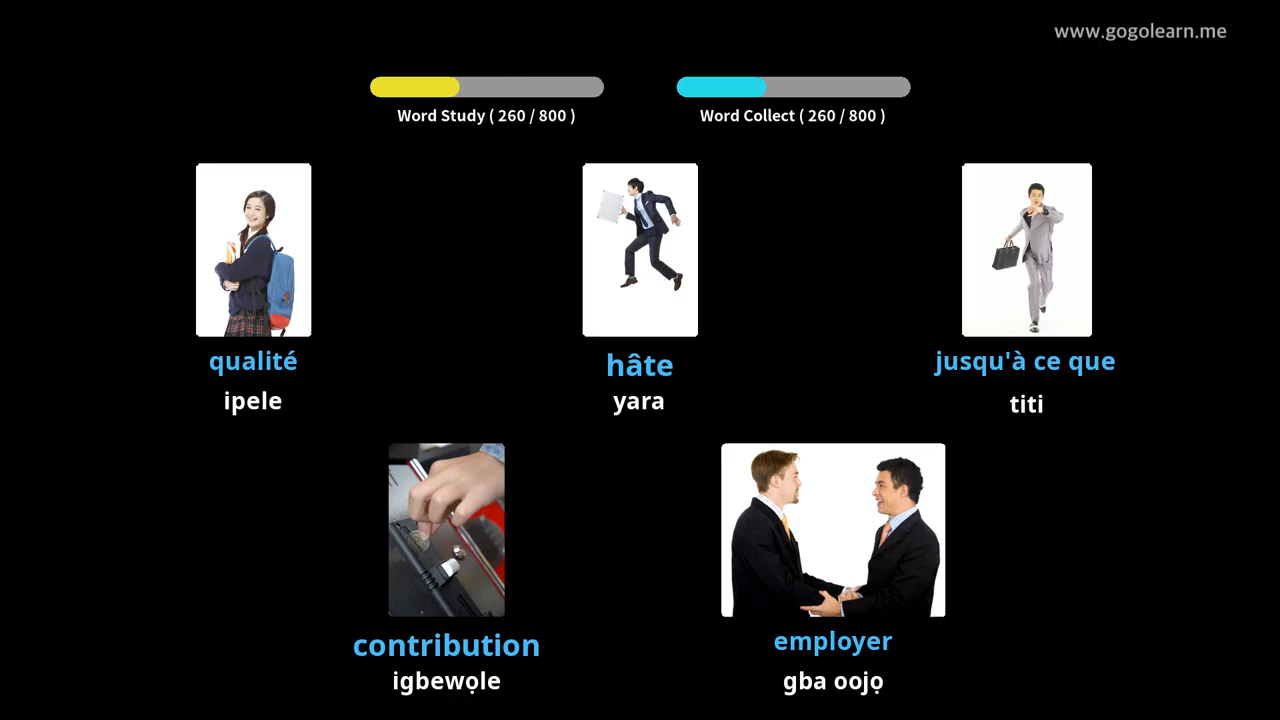 www.gogolearn.me
Word Study ( 260 / 800 )
Word Collect ( 260 / 800 )
qualité
ipele
hâte
yara
jusqu'à ce que
titi
contribution
igbewọle
employer
gba oojọ